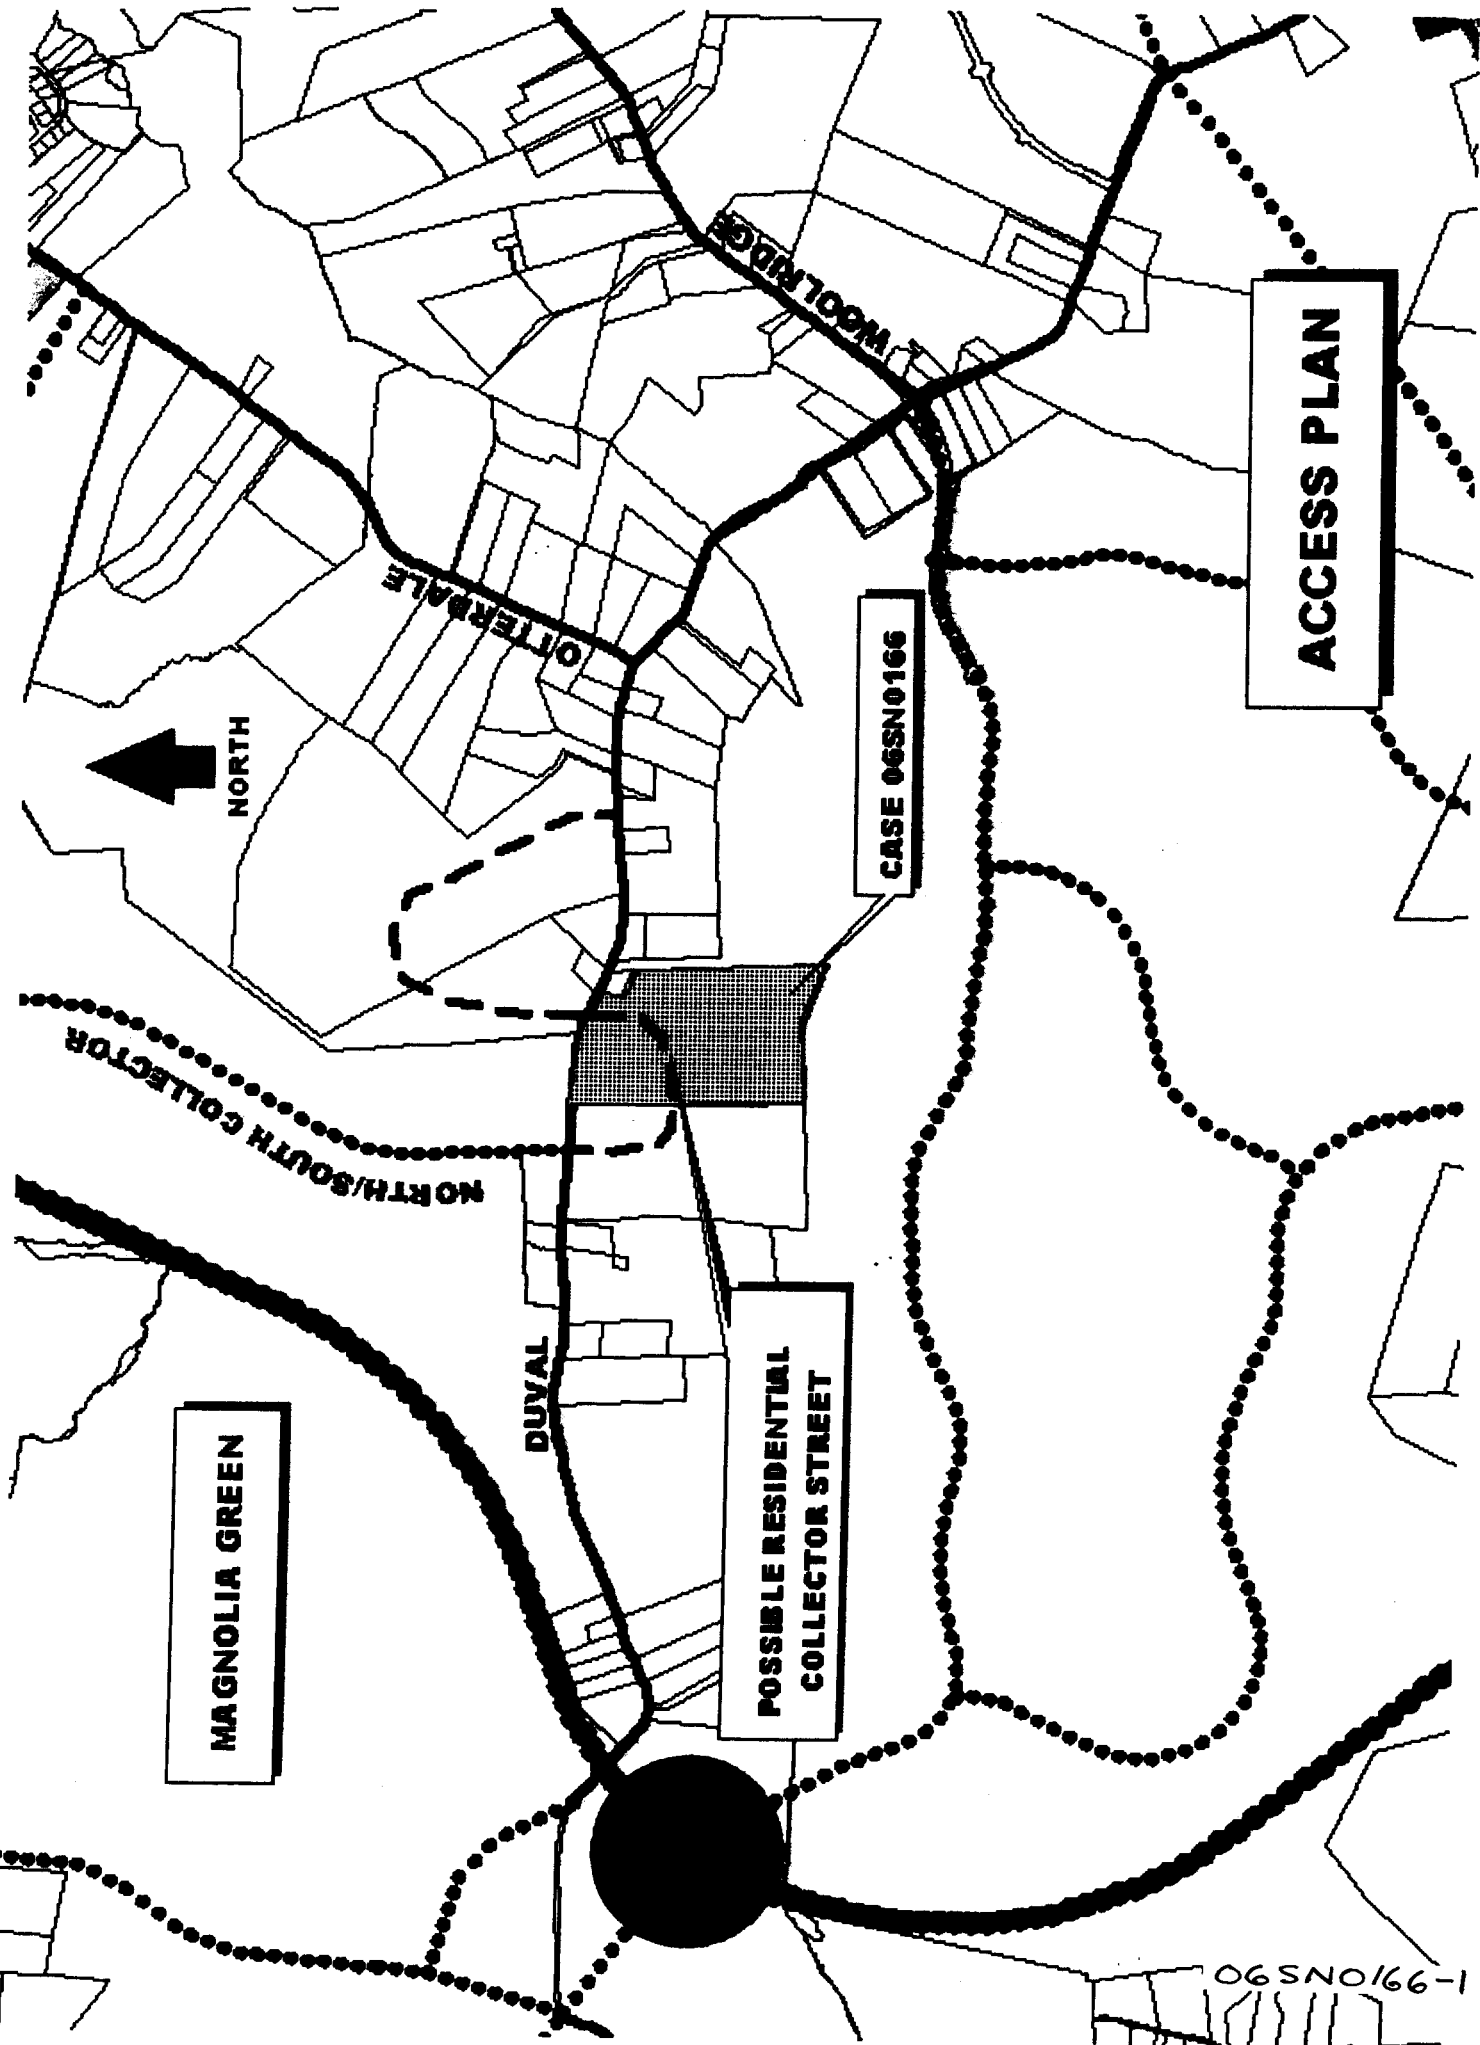 MAGNOLIA GREEN
NORTH/SOUTH COLLECTOR
NORTH
OTTERDALE
WOOLRIDGE
DUVAL
POSSIBLE RESIDENTIAL
COLLECTOR STREET
CASE 06SN0166
ACCESS PLAN
06SN0166-1